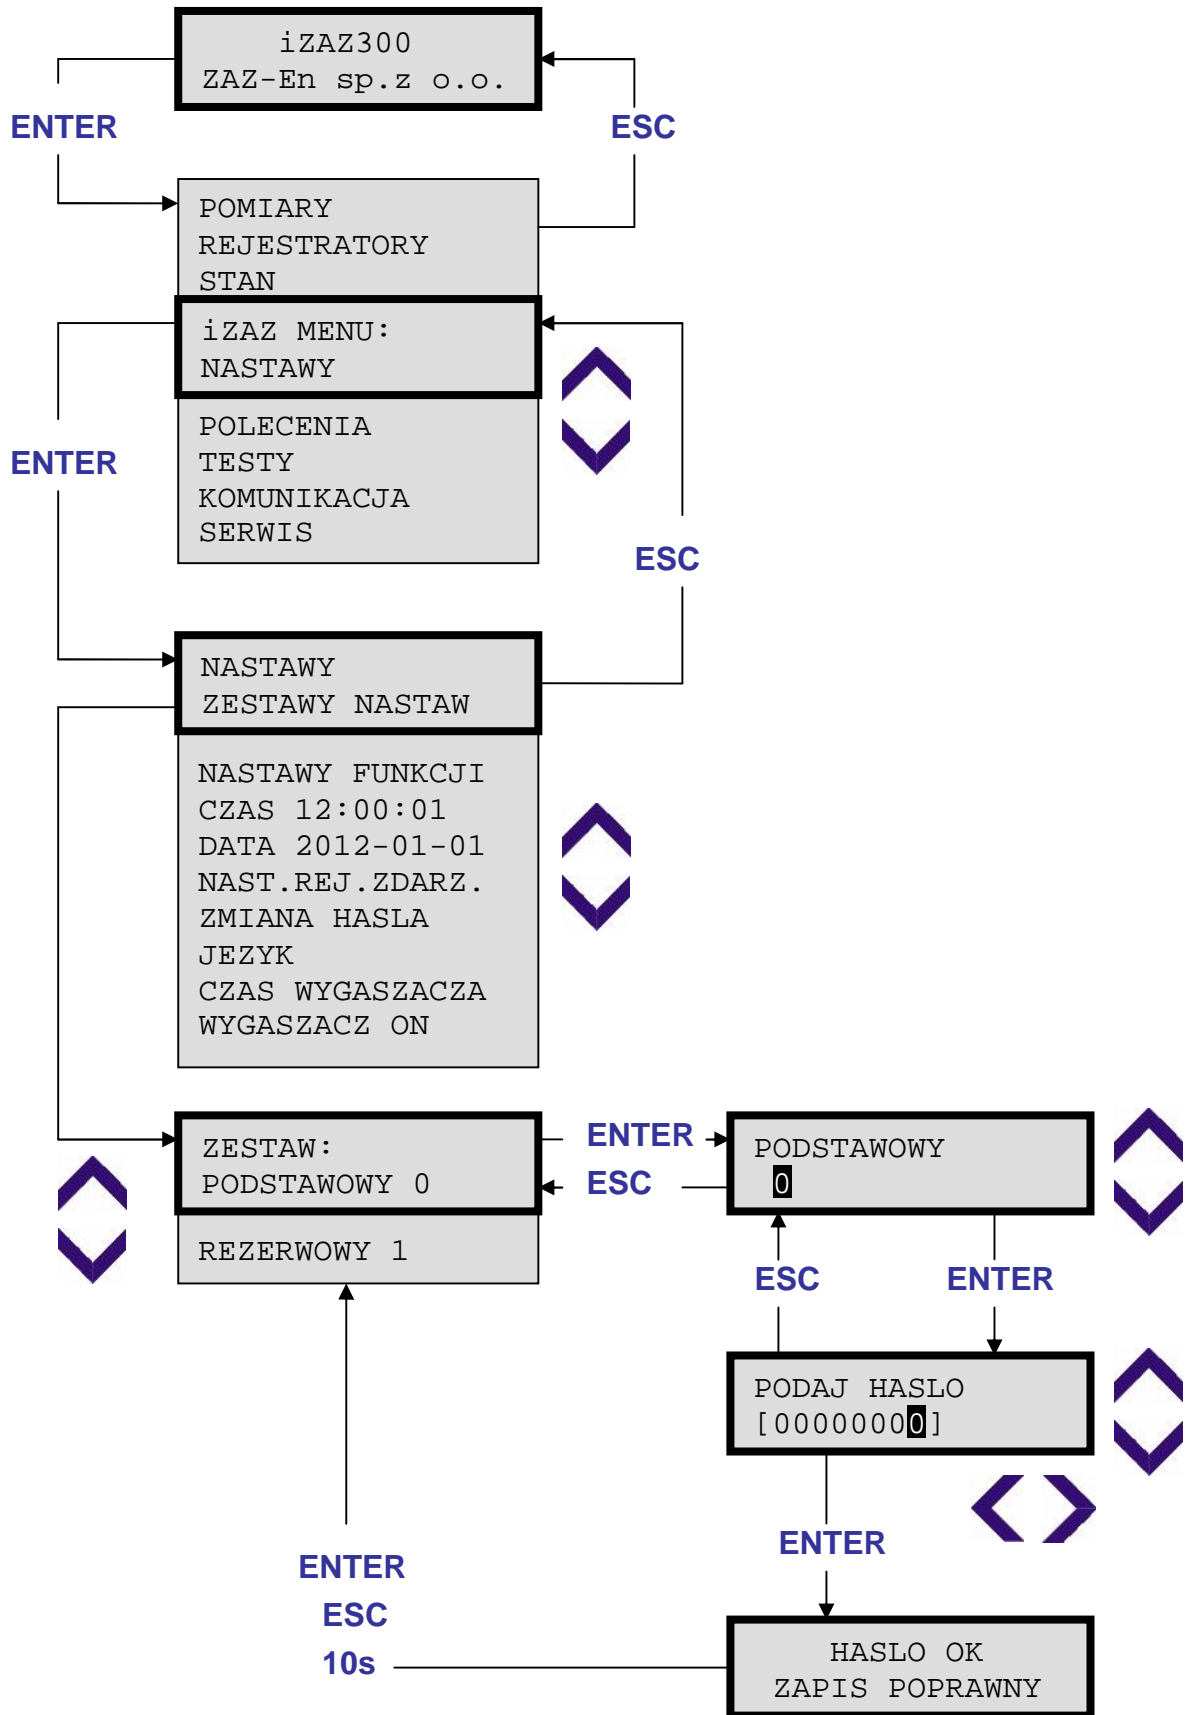 iZAZ300
ZAZ-En sp.z o.o.
ENTER
ESC
POMIARY
REJESTRATORY
STAN
iZAZ MENU:
NASTAWY
POLECENIA
TESTY
KOMUNIKACJA
SERWIS
ENTER
ESC
NASTAWY
ZESTAWY NASTAW
NASTAWY FUNKCJI
CZAS 12:00:01
DATA 2012-01-01
NAST.REJ.ZDARZ.
ZMIANA HASLA
JEZYK
CZAS WYGASZACZA
WYGASZACZ ON
ZESTAW:
PODSTAWOWY 0
REZERWOWY 1
ENTER
ESC
PODSTAWOWY
0
ESC
ENTER
PODAJ HASLO
[00000000]
ENTER
HASLO OK
ZAPIS POPRAWNY
ENTER
ESC
10s